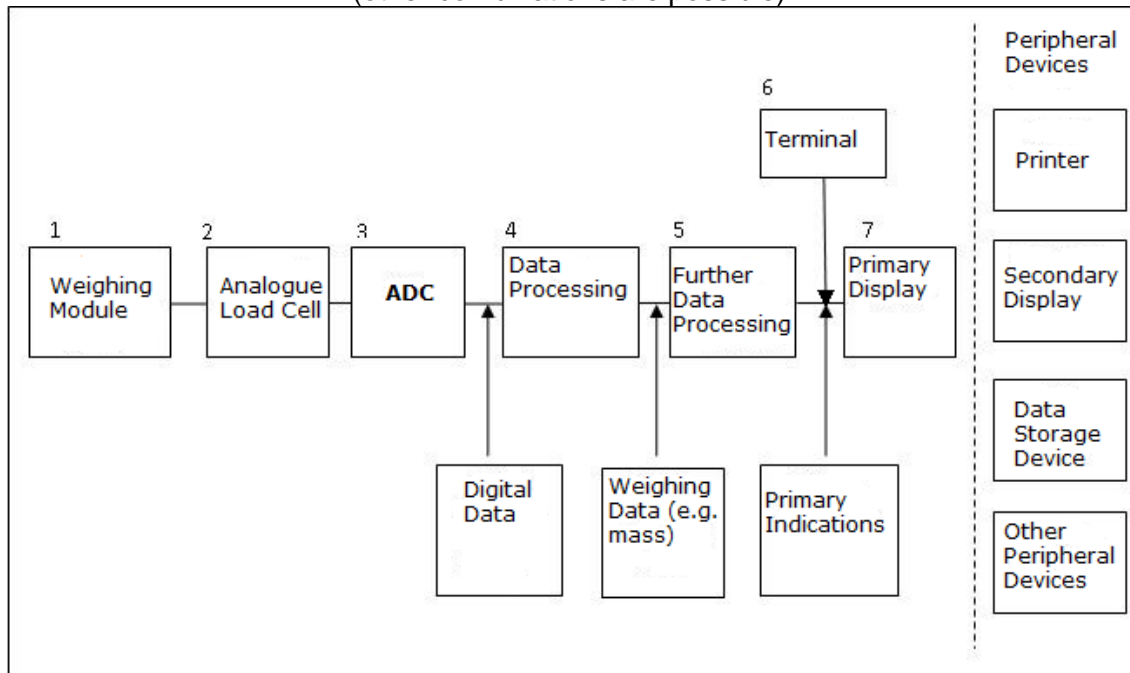 Peripheral
Devices
6
Terminal
Printer
1
2
3
4
5
7
Weighing
Module
Analogue
Load Cell
ADC
Data
Processing
Further
Data
Processing
Primary
Display
Secondary
Display
Digital
Data
Weighing
Data (e.g.
mass)
Primary
Indications
Data
Storage
Device
Other
Peripheral
Devices